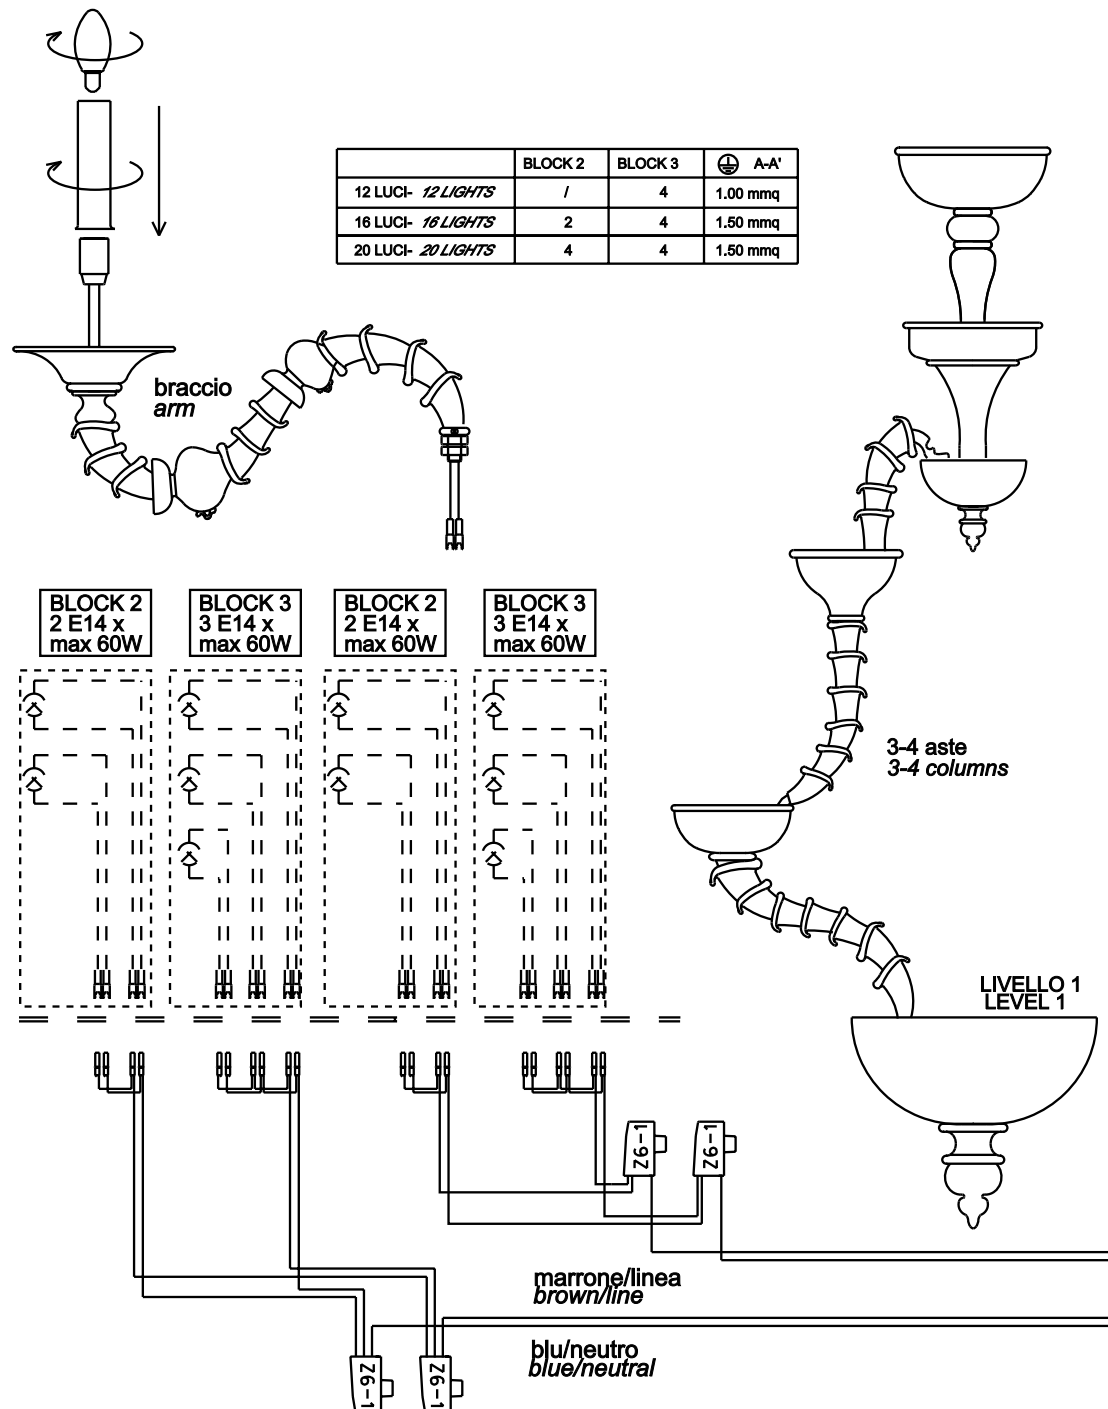 BLOCK 2 BLOCK 3 A-A'
12 LUCI- 12 LIGHTS / 4 1.00 mmq
16 LUCI- 16 LIGHTS 2 4 1.50 mmq
20 LUCI- 20 LIGHTS 4 4 1.50 mmq
braccio
arm
BLOCK 2
2 E14 x
max 60W
BLOCK 3
3 E14 x
max 60W
BLOCK 2
2 E14 x
max 60W
BLOCK 3
3 E14 x
max 60W
3-4 aste
3-4 columns
LIVELLO 1
LEVEL 1
Z6-1
Z6-1
marrone/linea
brown/line
blu/neutro
blue/neutral
Z6-1
Z6-1